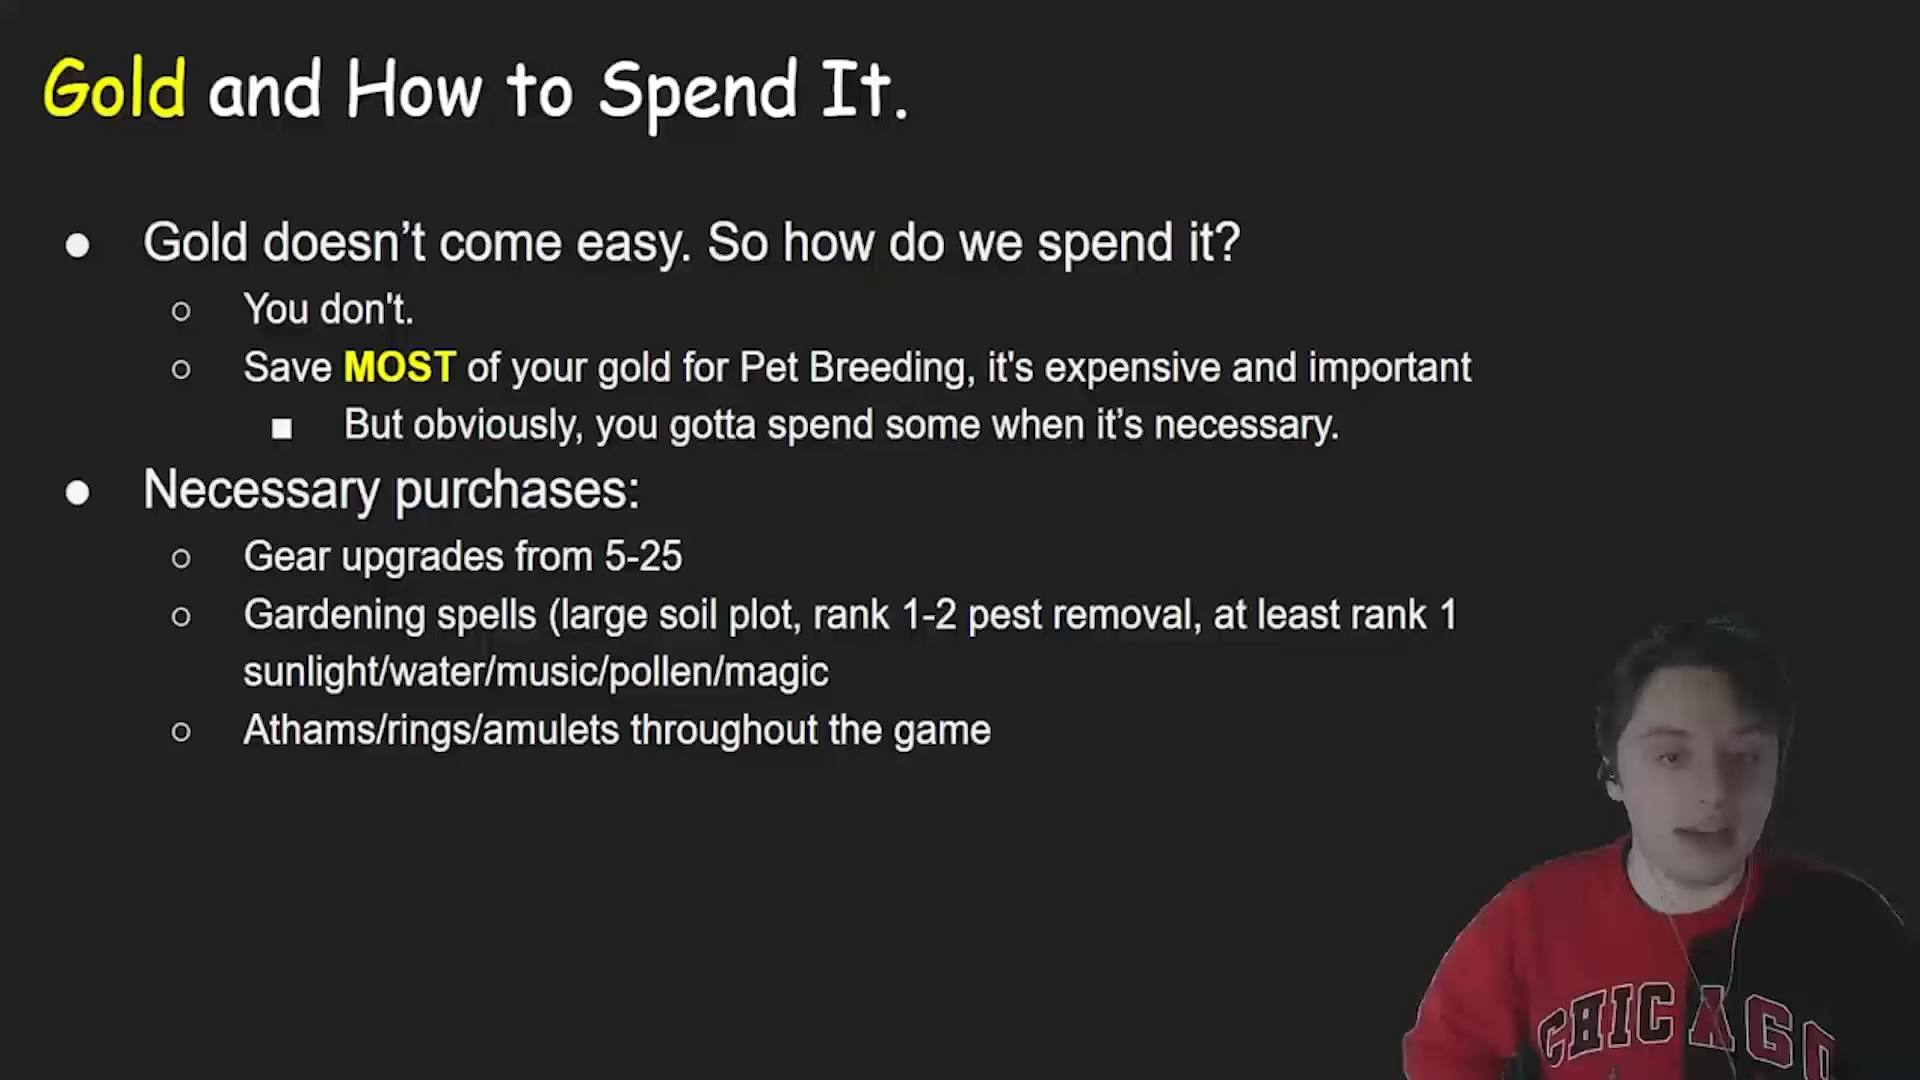 Gold and How to Spend It.
● Gold doesn’t come easy. So how do we spend it?
○ You don't.
○ Save MOST of your gold for Pet Breeding, it's expensive and important
■ But obviously, you gotta spend some when it’s necessary.
● Necessary purchases:
○ Gear upgrades from 5-25
○ Gardening spells (large soil plot, rank 1-2 pest removal, at least rank 1
sunlight/water/music/pollen/magic
○ Athams/rings/amulets throughout the game
CHICAGO